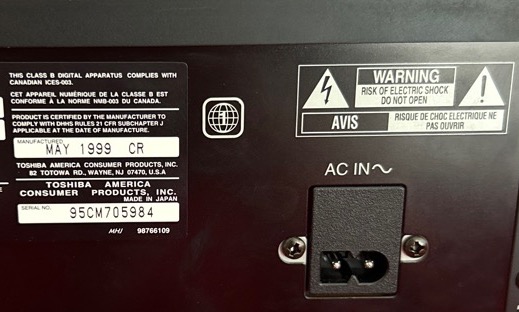 THIS CLASS B DIGITAL APPARATUS COMPLIES WITH
CANADIAN ICES-003.
CET APPAREIL NUMÉRIQUE DE LA CLASSE B EST
CONFORME À LA NORME NMB-003 DU CANADA.
PRODUCT IS CERTIFIED BY THE MANUFACTURER TO
COMPLY WITH DHHS RULES 21 CFR SUBCHAPTER J
APPLICABLE AT THE DATE OF MANUFACTURE.
MANUFACTURED
MAY 1999 CR
TOSHIBA AMERICA CONSUMER PRODUCTS, INC.
82 TOTOWA RD., WAYNE, NJ 07470, U.S.A
TOSHIBA AMERICA
CONSUMER PRODUCTS, INC.
MADE IN JAPAN
SERIAL NO.
95CM705984
MHI 98766109
1
WARNING
RISK OF ELECTRIC SHOCK
DO NOT OPEN
AVIS
RISQUE DE CHOC ELECTRIQUE NE
PAS OUVRIR
AC IN～